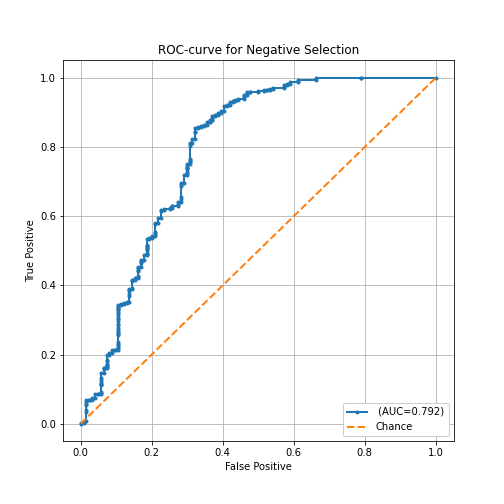 ROC-curve for Negative Selection
True Positive
1.0
0.8
0.6
0.4
0.2
0.0
0.0 0.2 0.4 0.6 0.8 1.0
False Positive
(AUC=0.792)
Chance